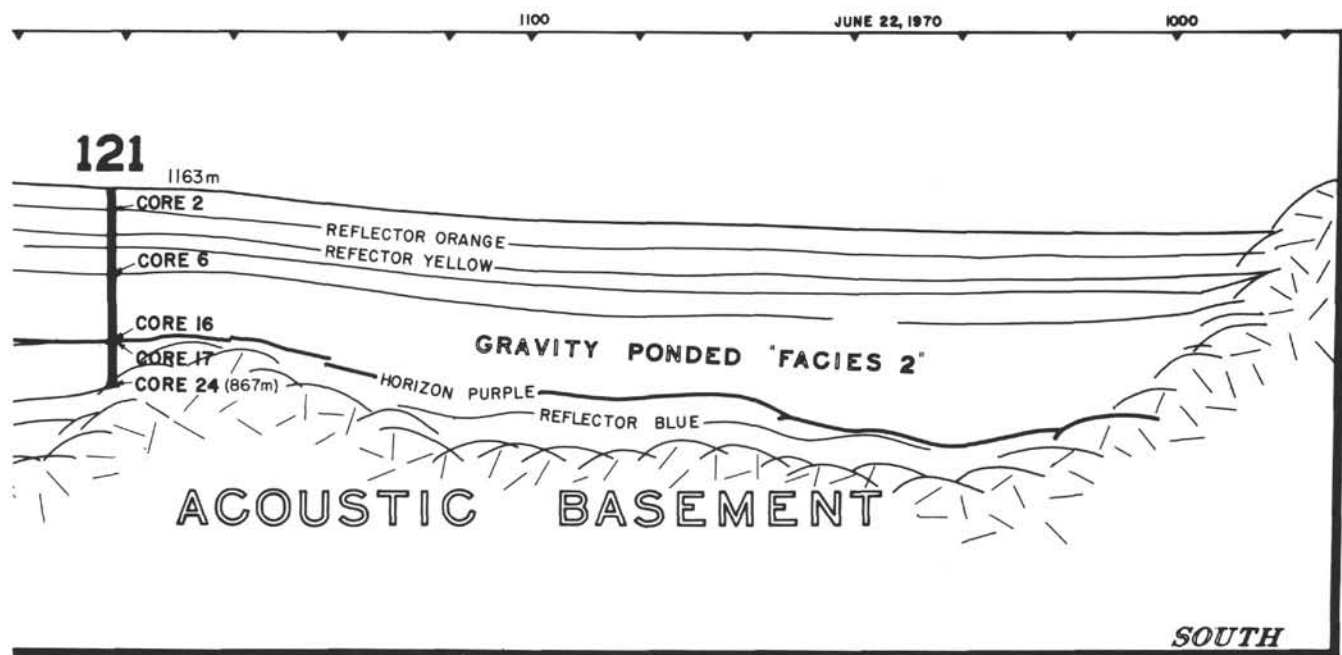 1100 JUNE 22, 1970 1000
121
1163m
CORE 2
REFLECTOR ORANGE
REFECTOR YELLOW
CORE 6
CORE 16
GRAVITY PONDED "FACIES 2"
CORE 17
HORIZON PURPLE
CORE 24 (867m)
REFLECTOR BLUE
ACOUSTIC BASEMENT
SOUTH